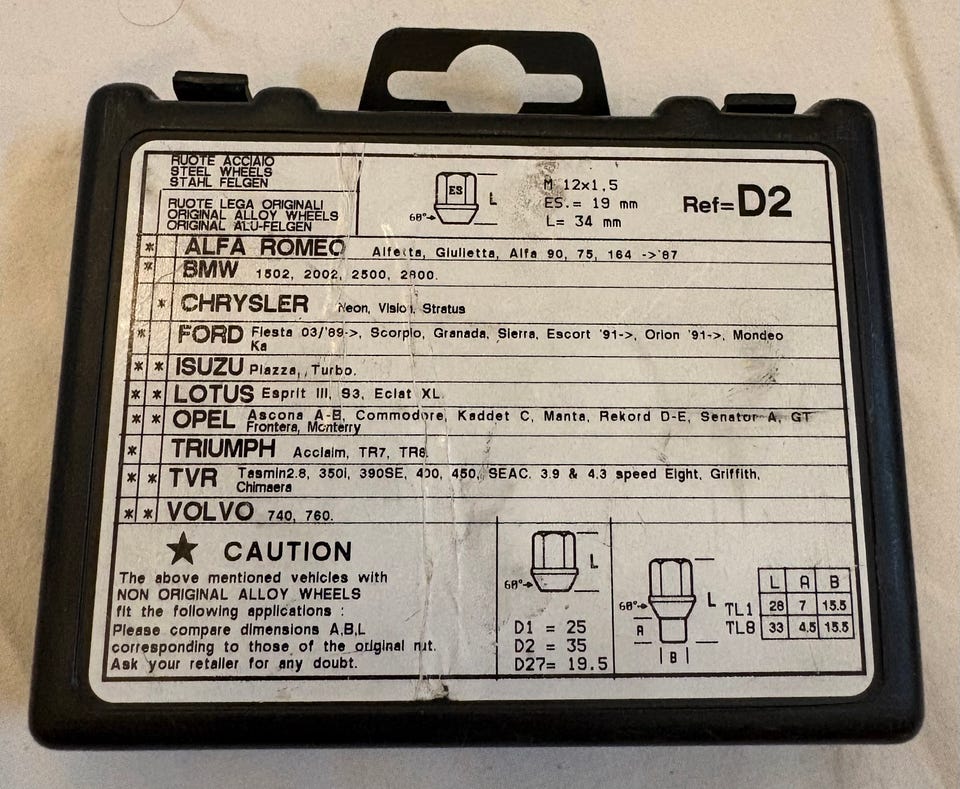 RUOTE ACCIAIO
STEEL WHEELS
STAHL FELGEN
RUOTE LEGA ORIGINALI
ORIGINAL ALLOY WHEELS
ORIGINAL ALU-FELGEN
ES
L
60°
M 12x1,5
ES.= 19 mm
L= 34 mm
Ref=D2
* ALFA ROMEO Alfetta, Giulietta, Alfa 90, 75, 164 ->'87
* BMW 1502, 2002, 2500, 2800.
* CHRYSLER Neon, Vision, Stratus
* FORD Fiesta 03/'89->, Scorpio, Granada, Sierra, Escort '91->, Orion '91->, Mondeo
Ka
* * ISUZU Piazza, Turbo.
* * LOTUS Esprit III, S3, Eclat XL.
* * OPEL Ascona A-B, Commodore, Kaddet C, Manta, Rekord D-E, Senator A, GT
Frontera, Monterry
* TRIUMPH Acclaim, TR7, TR8.
* * TVR Tasmin2.8, 350i, 390SE, 400, 450, SEAC. 3.9 & 4.3 speed Eight, Griffith,
Chimaera
* * VOLVO 740, 760.
★ CAUTION
The above mentioned vehicles with
NON ORIGINAL ALLOY WHEELS
fit the following applications :
Please compare dimensions A,B,L
corresponding to those of the original nut.
Ask your retailer for any doubt.
L
60°
D1 = 25
D2 = 35
D27= 19.5
60°
L
A
B
L A B
TL1 28 7 15.5
TL8 33 4.5 15.5